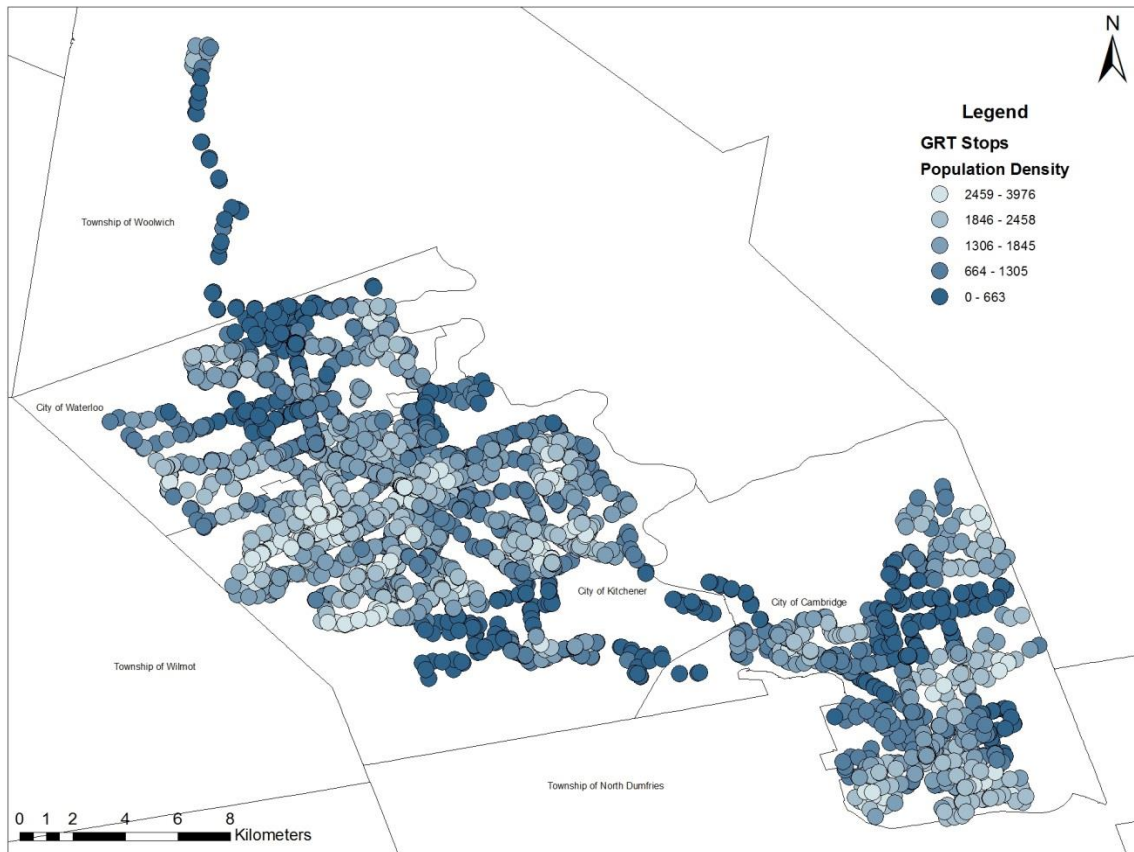 N
Legend
GRT Stops
Population Density
2459 - 3976
1846 - 2458
1306 - 1845
664 - 1305
0 - 663
Township of Woolwich
City of Waterloo
City of Kitchener
City of Cambridge
Township of Wilmot
Township of North Dumfries
0 1 2 4 6 8
Kilometers